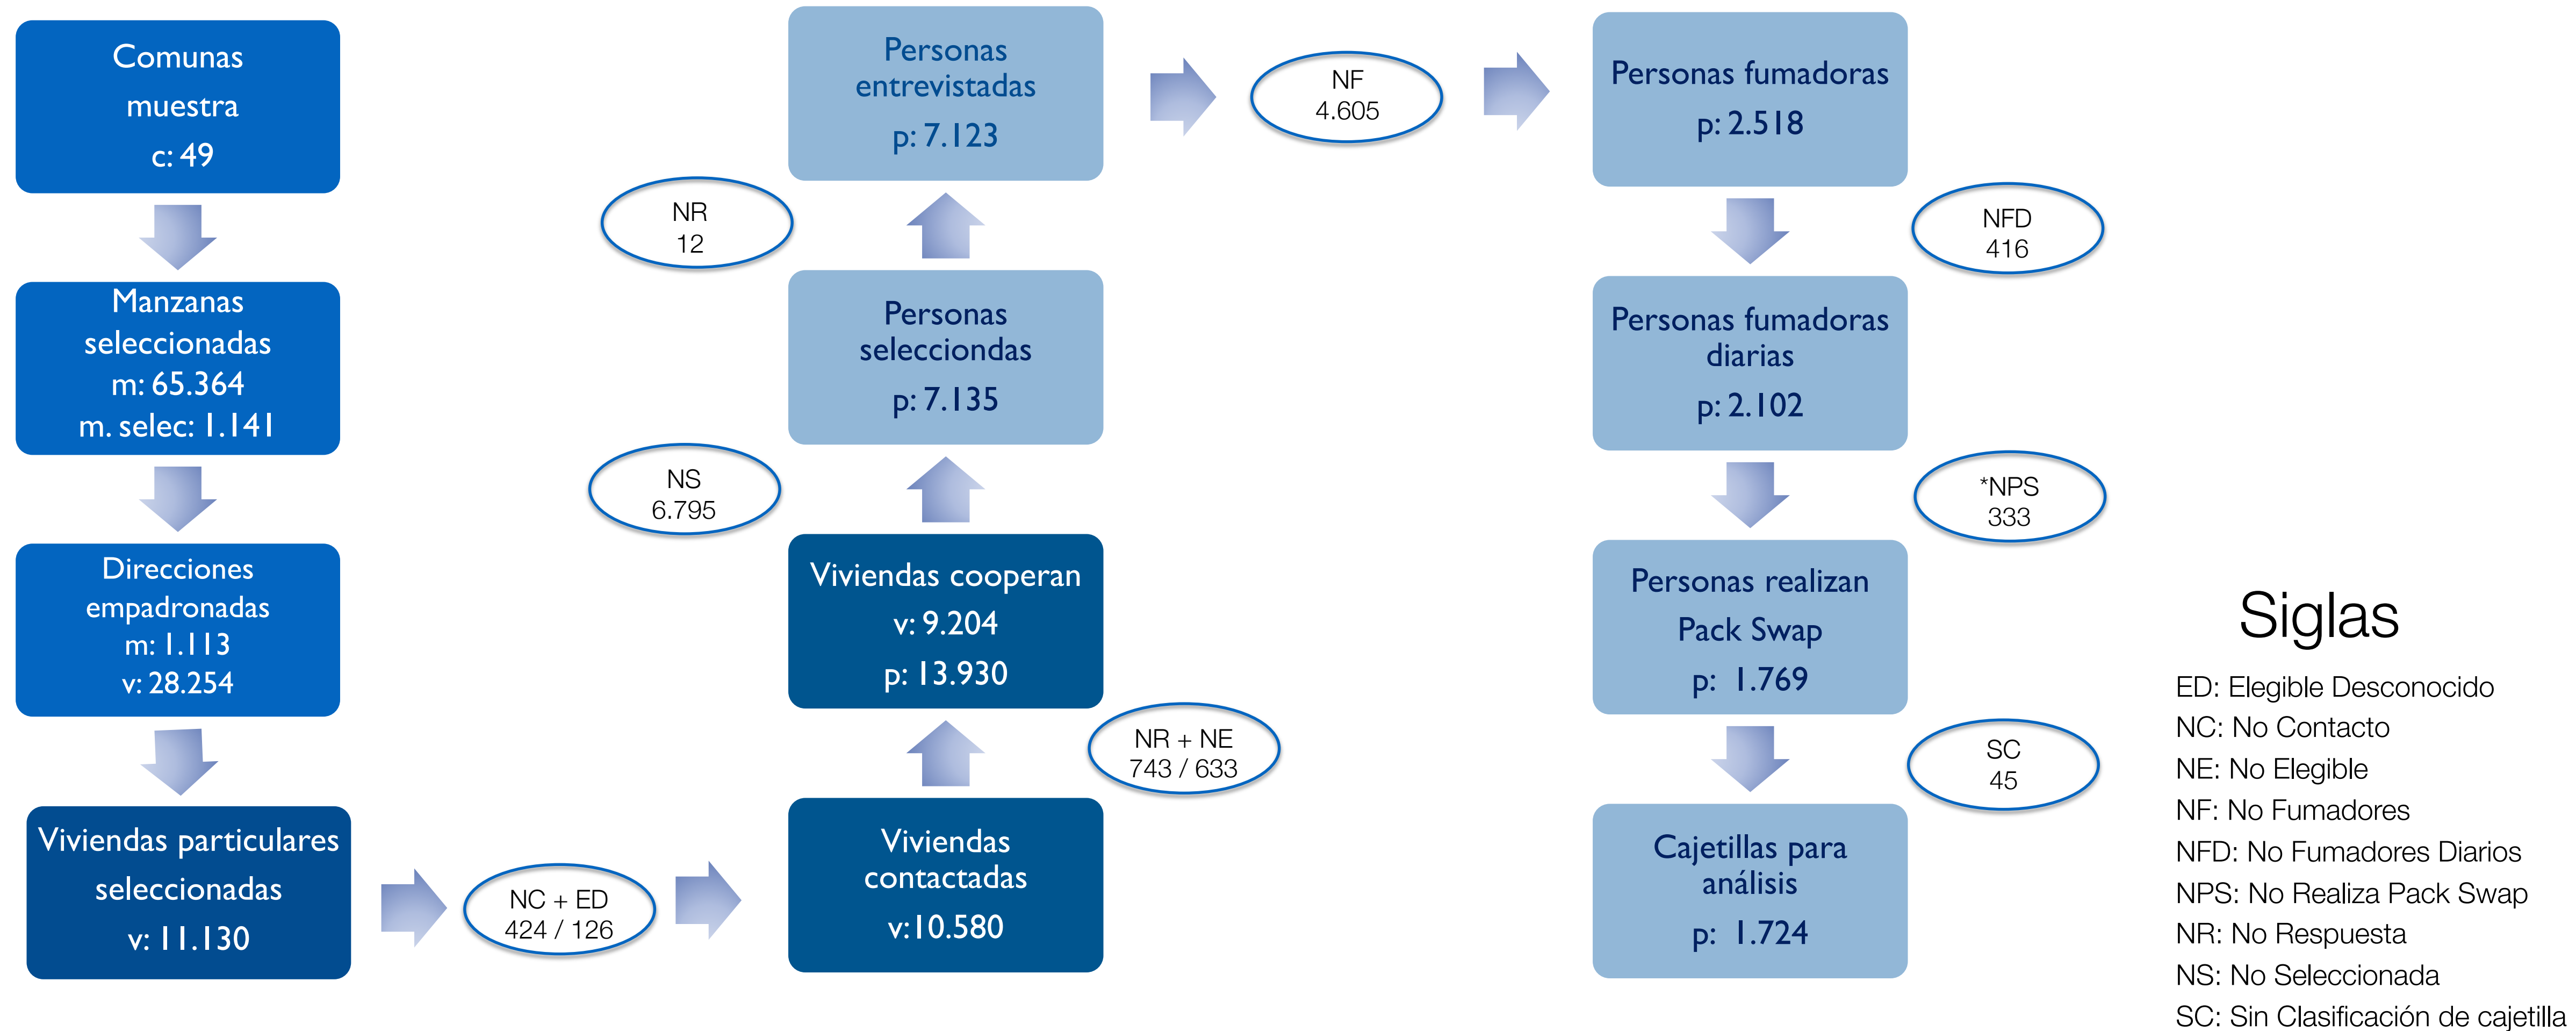 Comunas
muestra
c: 49
Manzanas
seleccionadas
m: 65.364
m. selec: 1.141
Direcciones
empadronadas
m: 1.113
v: 28.254
Viviendas particulares
seleccionadas
v: 11.130
NC + ED
424 / 126
Viviendas
contactadas
v:10.580
NR + NE
743 / 633
Viviendas cooperan
v: 9.204
p: 13.930
NS
6.795
Personas
selecciondas
p: 7.135
NR
12
Personas
entrevistadas
p: 7.123
NF
4.605
Personas fumadoras
p: 2.518
NFD
416
Personas fumadoras
diarias
p: 2.102
*NPS
333
Personas realizan
Pack Swap
p: 1.769
SC
45
Cajetillas para
análisis
p: 1.724
Siglas
ED: Elegible Desconocido
NC: No Contacto
NE: No Elegible
NF: No Fumadores
NFD: No Fumadores Diarios
NPS: No Realiza Pack Swap
NR: No Respuesta
NS: No Seleccionada
SC: Sin Clasificación de cajetilla